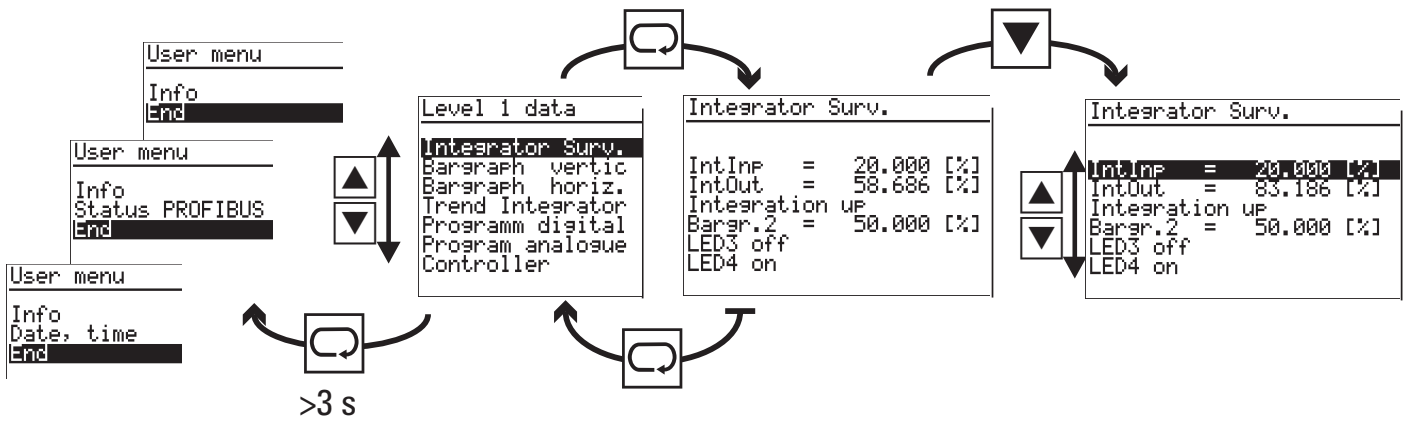 User menu
Info
End
User menu
Info
Status PROFIBUS
End
User menu
Info
Date, time
End
>3 s
Level 1 data
Integrator Surv.
Bargraph vertic
Bargraph horiz.
Trend Integrator
Programm digital
Program analogue
Controller
Integrator Surv.
IntInp = 20.000 [%]
IntOut = 58.686 [%]
Integration up
Bargr.2 = 50.000 [%]
LED3 off
LED4 on
Integrator Surv.
IntInp = 20.000 [%]
IntOut = 83.186 [%]
Integration up
Bargr.2 = 50.000 [%]
LED3 off
LED4 on